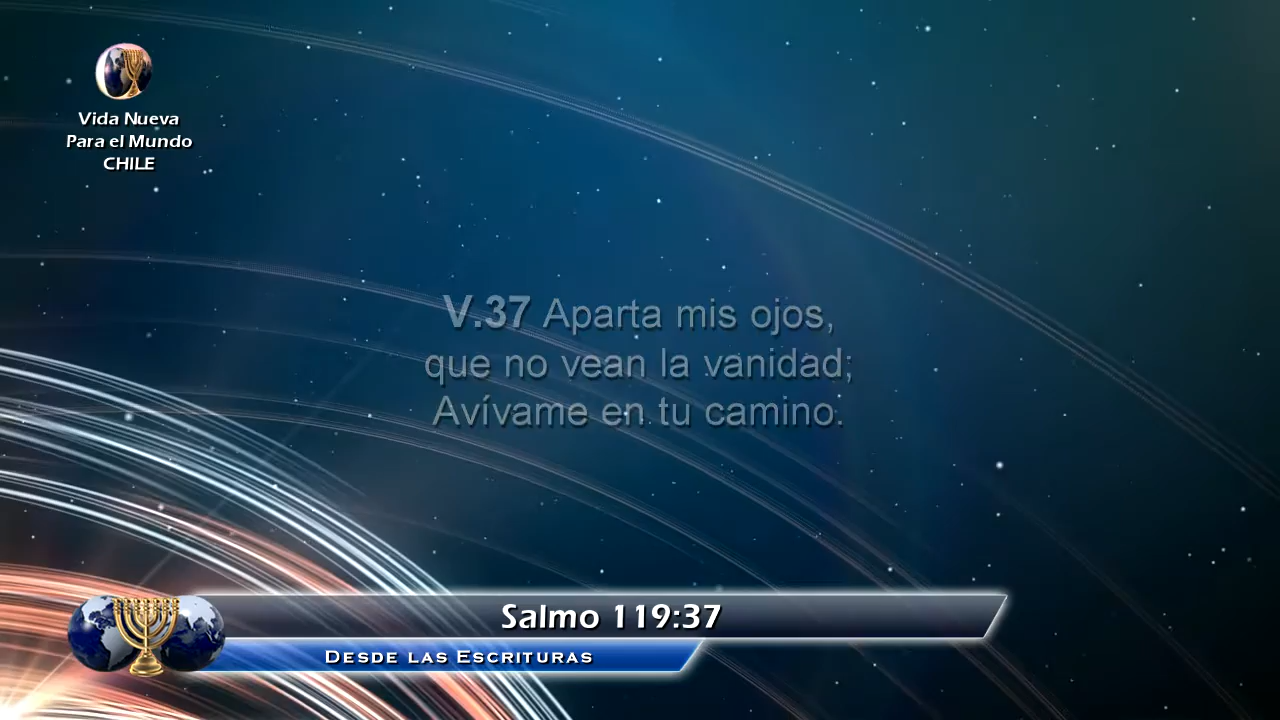 Vida Nueva
Para el Mundo
CHILE
V.37 Aparta mis ojos,
que no vean la vanidad;
Avívame en tu camino.
Salmo 119:37
DESDE LAS ESCRITURAS